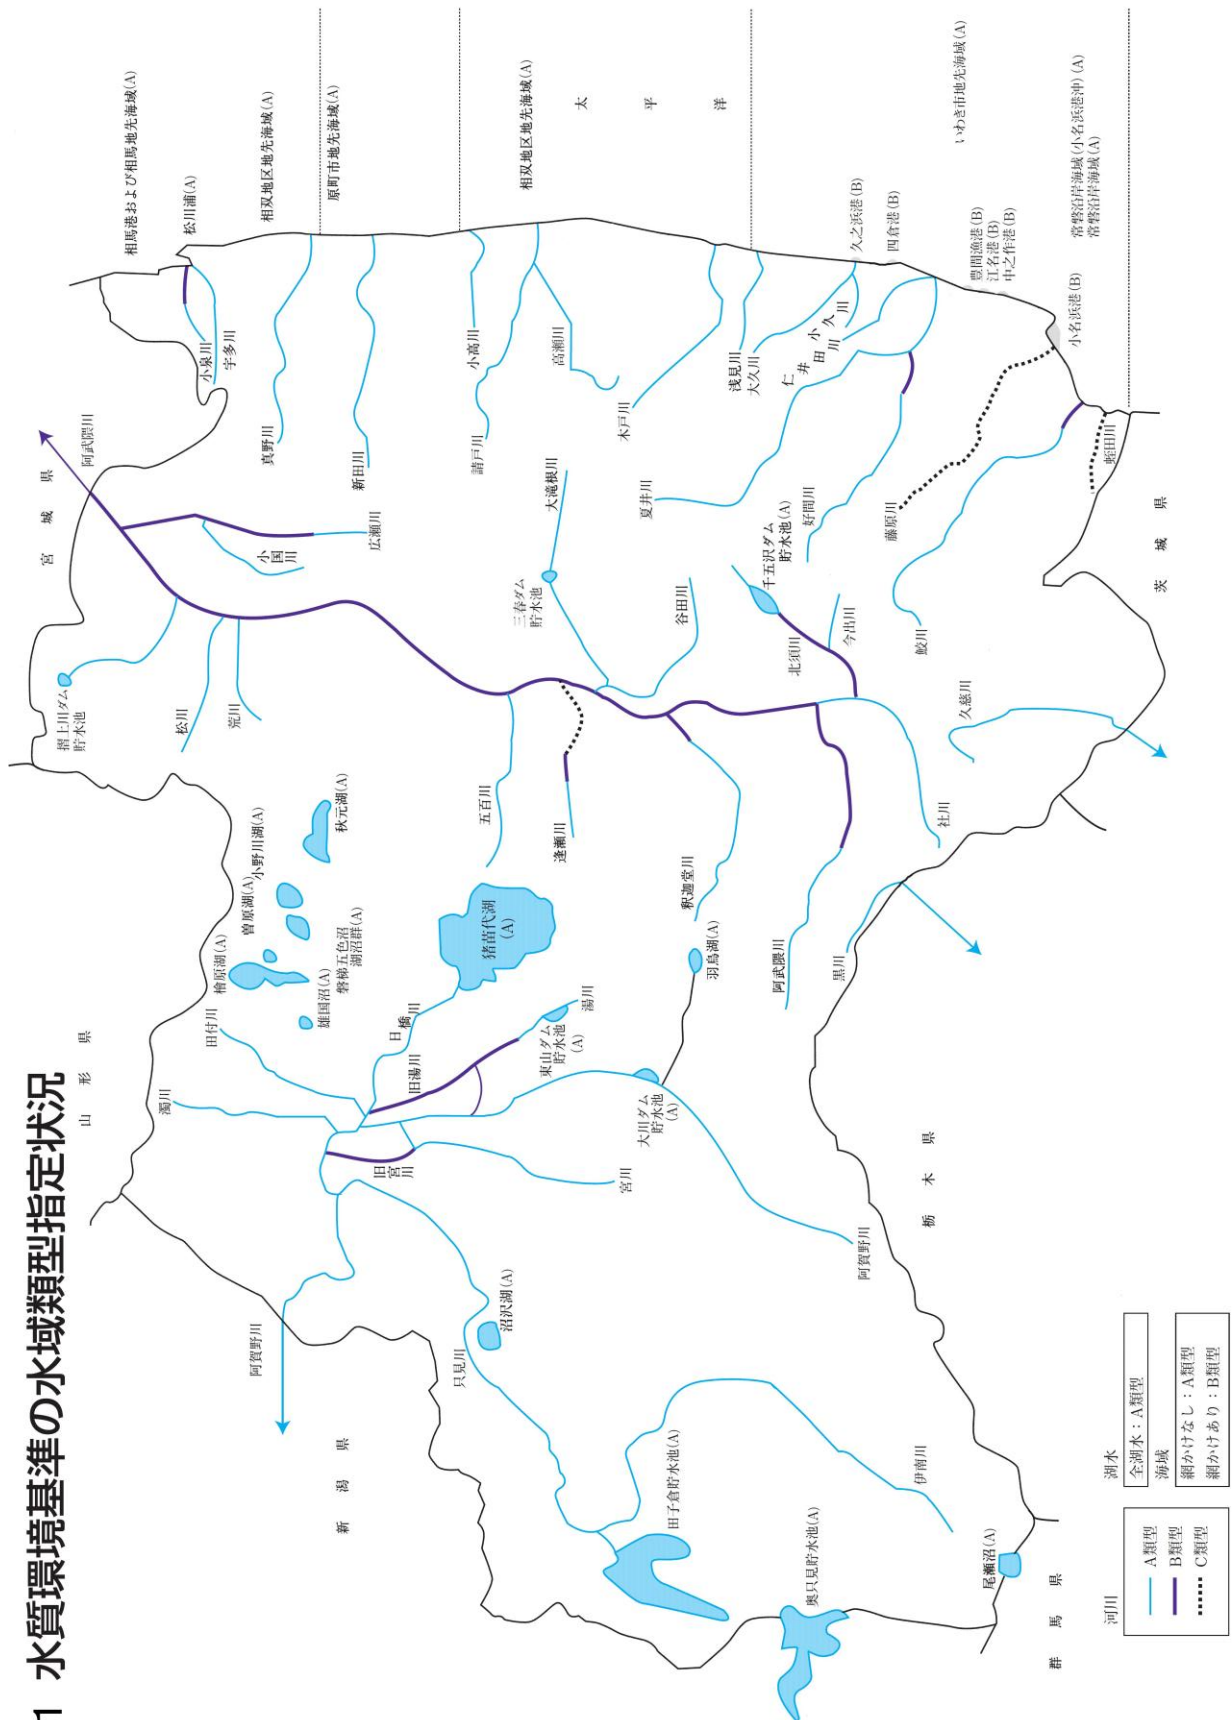 1 水質環境基準の水域類型指定状況
山形県
宮城県
新潟県
群馬県
栃木県
茨城県
太平洋
相馬港および相馬地先海域(A)
松川浦(A)
相双地区地先海域(A)
原町市地先海域(A)
相双地区地先海域(A)
いわき市地先海域(A)
久之浜港(B)
四倉港(B)
豊間漁港(B)
江名港(B)
中之作港(B)
小名浜港(B)
常磐沿岸海域(小名浜港沖)(A)
常磐沿岸海域(A)
阿武隈川
小泉川
宇多川
真野川
新田川
小高川
請戸川
高瀬川
木戸川
浅見川
大久川
小久川
仁井田川
夏井川
好間川
藤原川
蛭田川
鮫川
広瀬川
小国川
摺上川ダム
貯水池
松川
荒川
大滝根川
三春ダム
貯水池
谷田川
千五沢ダム
貯水池(A)
北須川
今出川
久慈川
社川
五百川
逢瀬川
釈迦堂川
羽鳥湖(A)
阿武隈川
黒川
秋元湖(A)
小野川湖(A)
曽原湖(A)
檜原湖(A)
磐梯五色沼
湖沼群(A)
雄国沼(A)
猪苗代湖
(A)
田付川
濁川
日橋川
旧湯川
湯川
東山ダム
貯水池
(A)
大川ダム
貯水池
(A)
旧宮川
宮川
阿賀野川
阿賀野川
只見川
沼沢湖(A)
田子倉貯水池(A)
奥只見貯水池(A)
伊南川
尾瀬沼(A)
河川
A類型
B類型
C類型
湖水
全湖水：A類型
海域
網かけなし：A類型
網かけあり：B類型